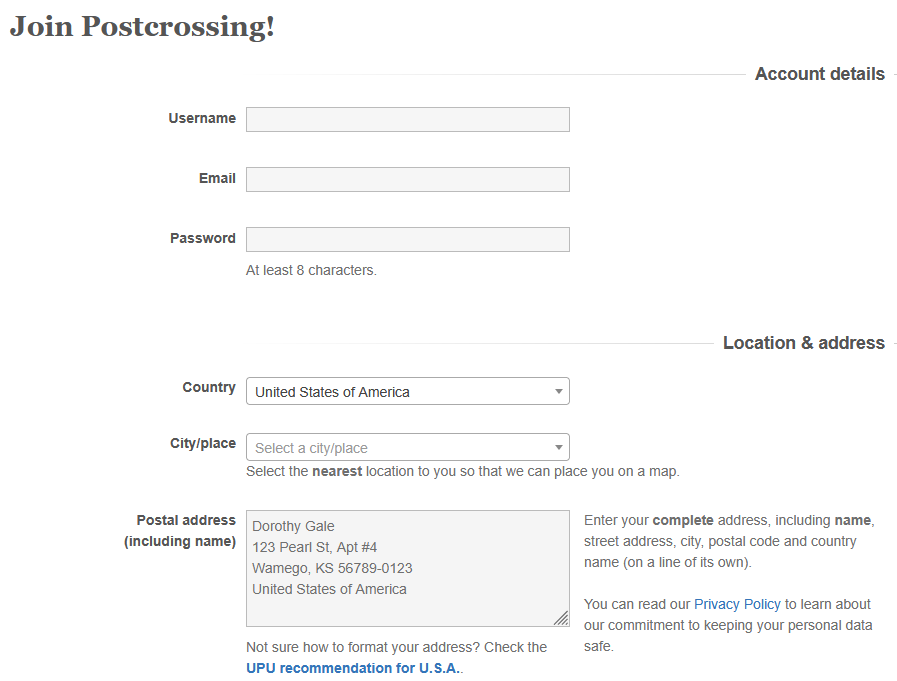 Join Postcrossing!
Account details
Username
Email
Password
At least 8 characters.
Location & address
Country
United States of America
City/place
Select a city/place
Select the nearest location to you so that we can place you on a map.
Postal address
(including name)
Dorothy Gale
123 Pearl St, Apt #4
Wamego, KS 56789-0123
United States of America
Enter your complete address, including name,
street address, city, postal code and country
name (on a line of its own).
You can read our Privacy Policy to learn about
our commitment to keeping your personal data
safe.
Not sure how to format your address? Check the
UPU recommendation for U.S.A..